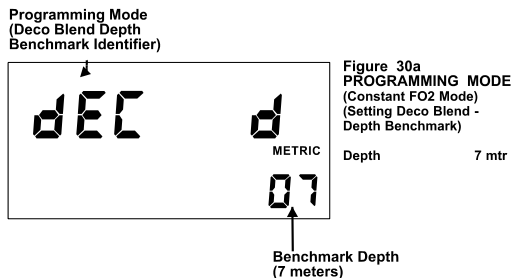 Programming Mode
(Deco Blend Depth
Benchmark Identifier)
dEC d
METRIC
07
Figure 30a
PROGRAMMING MODE
(Constant FO2 Mode)
(Setting Deco Blend -
Depth Benchmark)
Depth 7 mtr
Benchmark Depth
(7 meters)